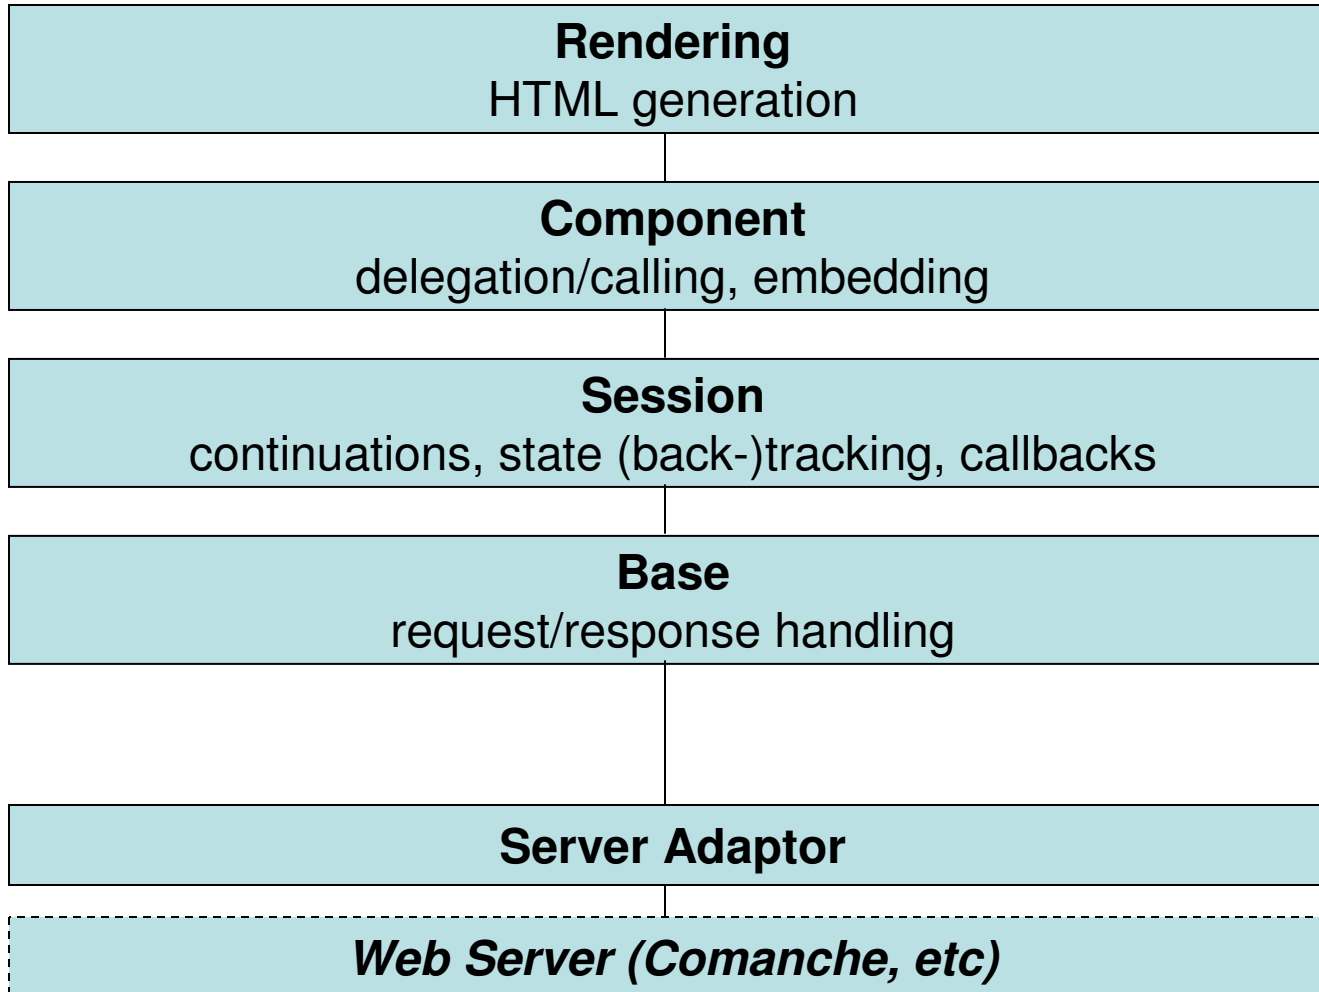 Rendering
HTML generation
Component
delegation/calling, embedding
Session
continuations, state (back-)tracking, callbacks
Base
request/response handling
Server Adaptor
Web Server (Comanche, etc)